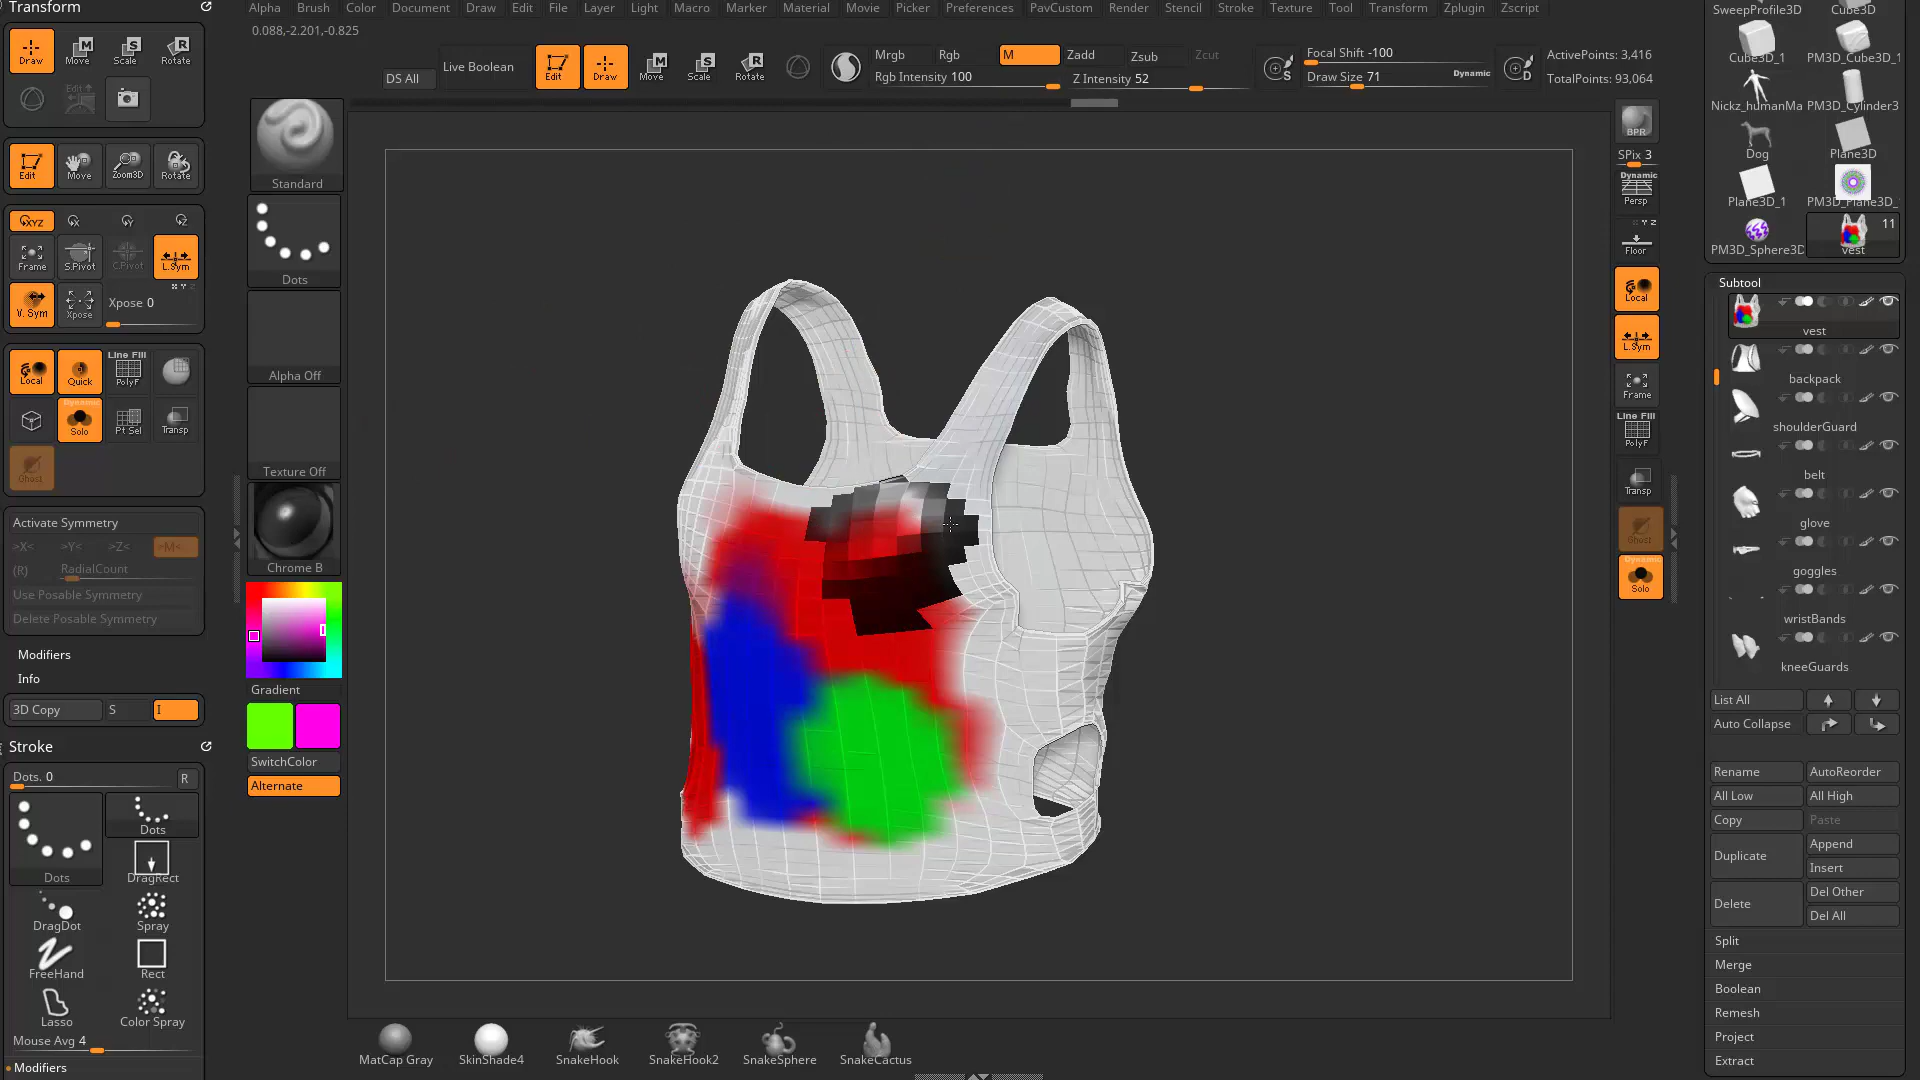 Transform
Alpha Brush Color Document Draw Edit File Layer Light Macro Marker Material Movie Picker Preferences PavCustom Render Stencil Stroke Texture Tool Transform Zplugin Zscript
0.088,-2.201,-0.825
Draw Move Scale Rotate
DS All
Live Boolean
Edit Draw Move Scale Rotate
Mrgb Rgb M Zadd Zsub Zcut
Rgb Intensity 100 Z Intensity 52
Focal Shift -100
Draw Size 71 Dynamic
ActivePoints: 3,416
TotalPoints: 93,064
Edit
Edit Move Zoom3D Rotate
XYZ X Y Z
Frame S.Pivot C.Pivot L.Sym
V. Sym Xpose Xpose 0
Local Quick Line Fill PolyF
Dynamic Solo Pt Sel Transp
Ghost
Activate Symmetry
>X< >Y< >Z< >M<
(R) RadialCount
Use Posable Symmetry
Delete Posable Symmetry
Modifiers
Info
3D Copy S I
Stroke
Dots. 0 R
Dots
Dots DragRect
DragDot Spray
FreeHand Rect
Lasso Color Spray
Mouse Avg 4
Modifiers
Standard
Dots
Alpha Off
Texture Off
Chrome B
Gradient
SwitchColor
Alternate
MatCap Gray SkinShade4 SnakeHook SnakeHook2 SnakeSphere SnakeCactus
BPR
SPix 3
Dynamic
Persp
Floor
Local
L.Sym
Frame
Line Fill
PolyF
Transp
Ghost
Dynamic
Solo
SweepProfile3D Cube3D
Cube3D_1 PM3D_Cube3D_1
Nickz_humanMa PM3D_Cylinder3
Dog Plane3D
Plane3D_1 PM3D_Plane3D_
11
PM3D_Sphere3D vest
Subtool
vest
backpack
shoulderGuard
belt
glove
goggles
wristBands
kneeGuards
List All
Auto Collapse
Rename AutoReorder
All Low All High
Copy Paste
Duplicate Append
Insert
Delete Del Other
Del All
Split
Merge
Boolean
Remesh
Project
Extract